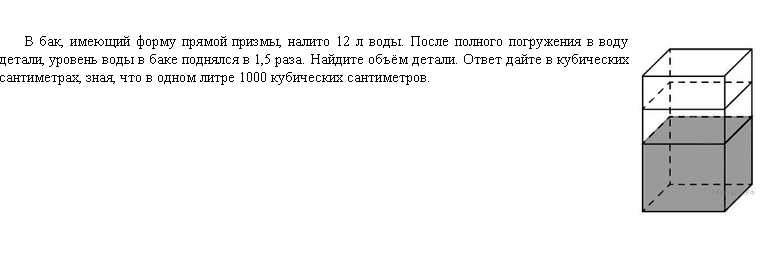 В бак, имеющий форму прямой призмы, налито 12 л воды. После полного погружения в воду
детали, уровень воды в баке поднялся в 1,5 раза. Найдите объём детали. Ответ дайте в кубических
сантиметрах, зная, что в одном литре 1000 кубических сантиметров.